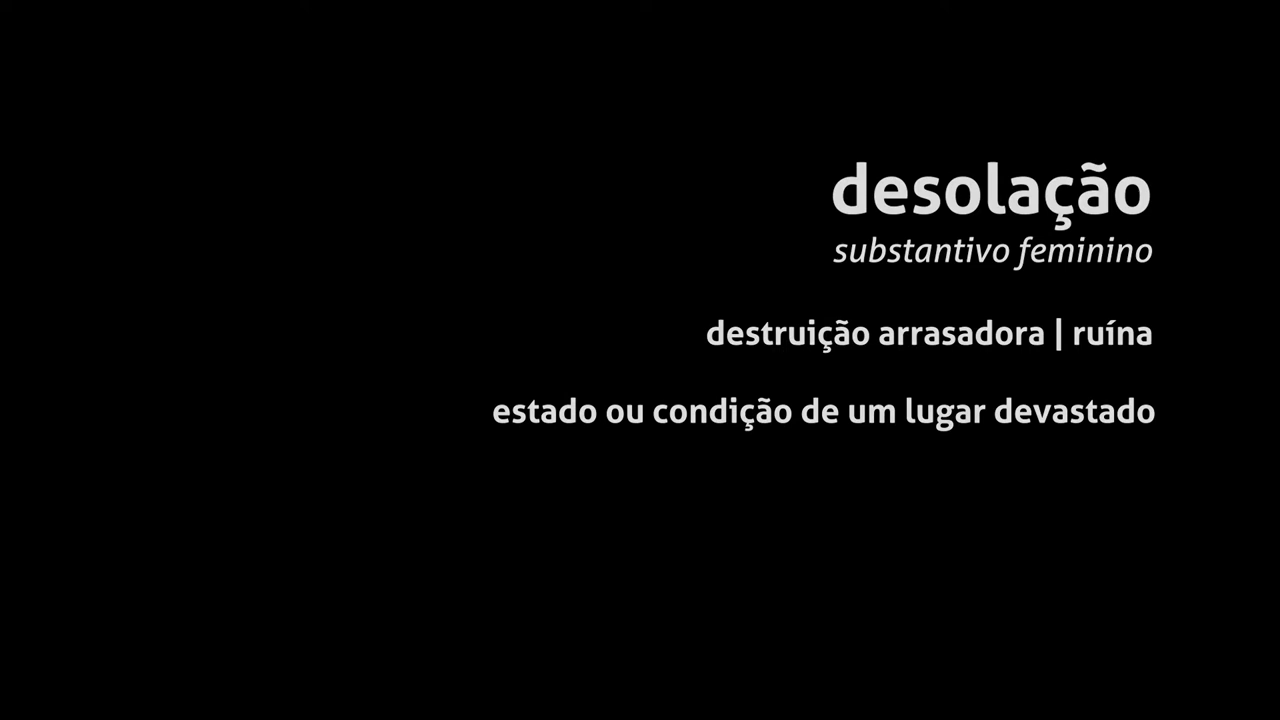 desolação
substantivo feminino
destruição arrasadora | ruína
estado ou condição de um lugar devastado